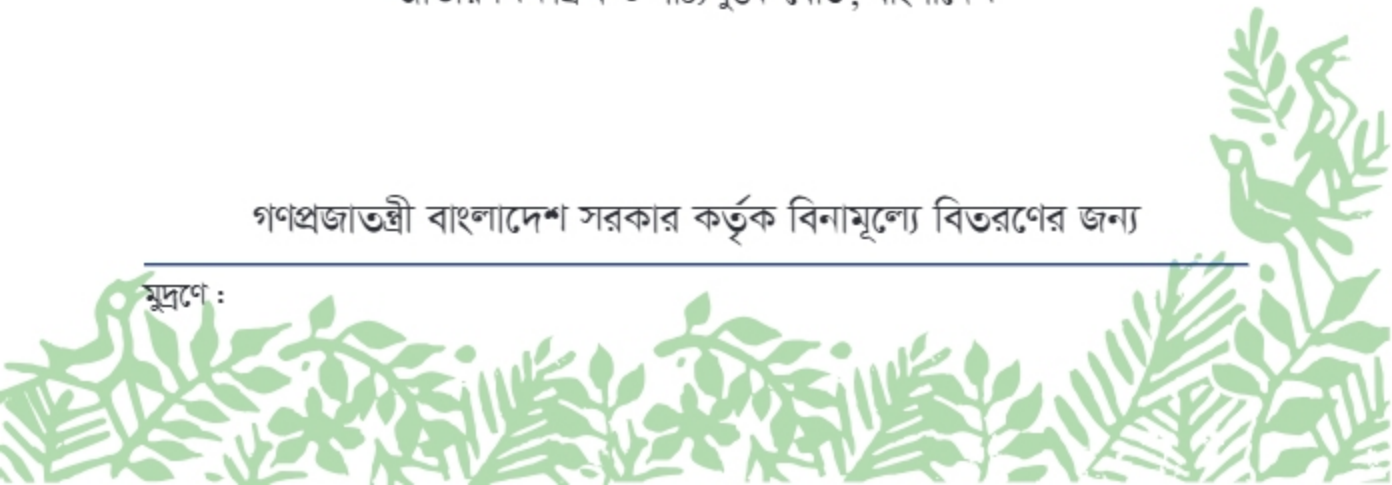 গণপ্রজাতন্ত্রী বাংলাদেশ সরকার কর্তৃক বিনামূল্যে বিতরণের জন্য
মুদ্রণে :